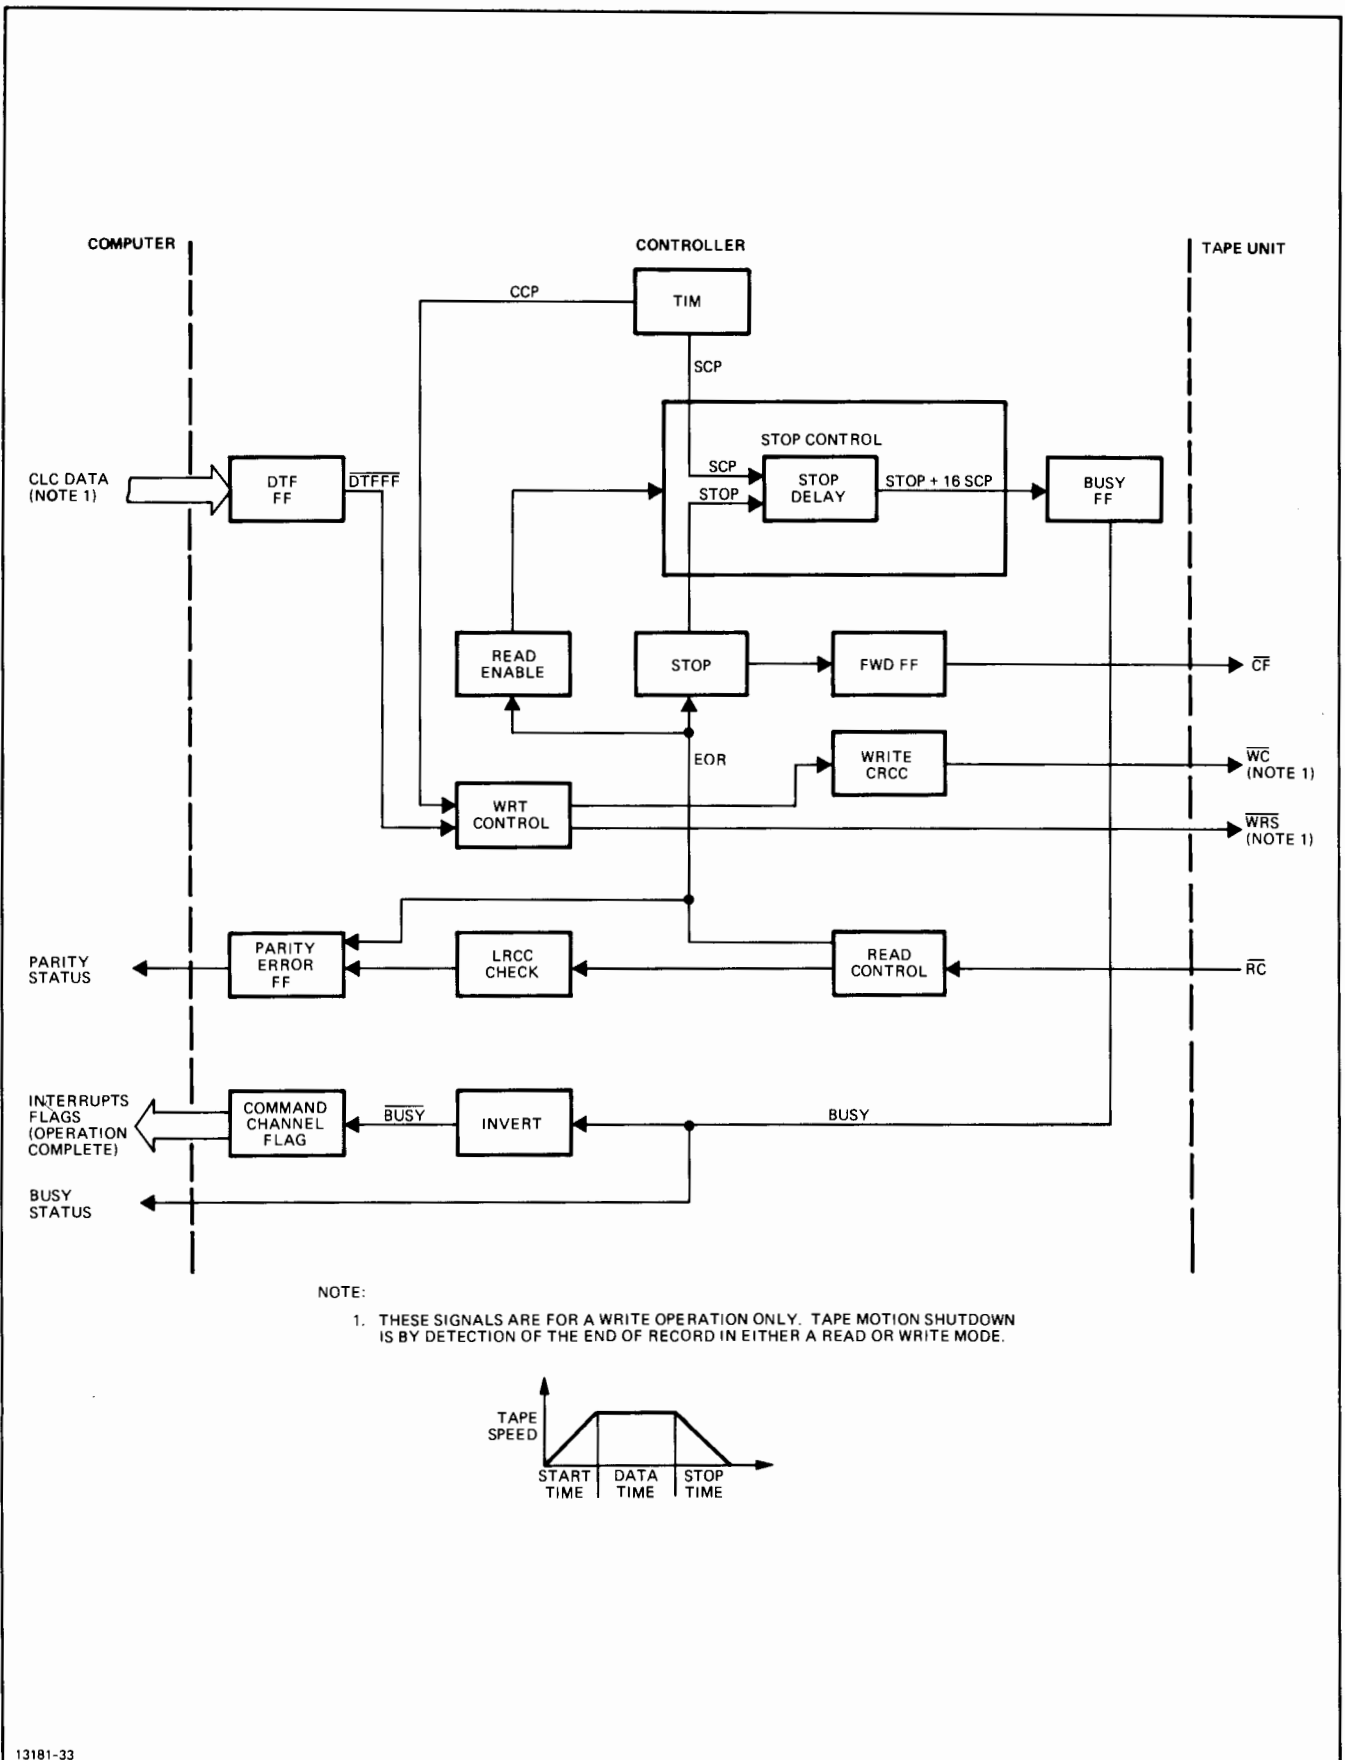 COMPUTER
CONTROLLER
TAPE UNIT
CCP
TIM
SCP
STOP CONTROL
CLC DATA
(NOTE 1)
DTF
FF
DTFFF
SCP
STOP
STOP
DELAY
STOP + 16 SCP
BUSY
FF
READ
ENABLE
STOP
FWD FF
CF
EOR
WRITE
CRCC
WC
(NOTE 1)
WRT
CONTROL
WRS
(NOTE 1)
PARITY
STATUS
PARITY
ERROR
FF
LRCC
CHECK
READ
CONTROL
RC
INTERRUPTS
FLAGS
(OPERATION
COMPLETE)
COMMAND
CHANNEL
FLAG
BUSY
INVERT
BUSY
BUSY
STATUS
NOTE:
1. THESE SIGNALS ARE FOR A WRITE OPERATION ONLY. TAPE MOTION SHUTDOWN
IS BY DETECTION OF THE END OF RECORD IN EITHER A READ OR WRITE MODE.
TAPE
SPEED
START
TIME
DATA
TIME
STOP
TIME
13181-33